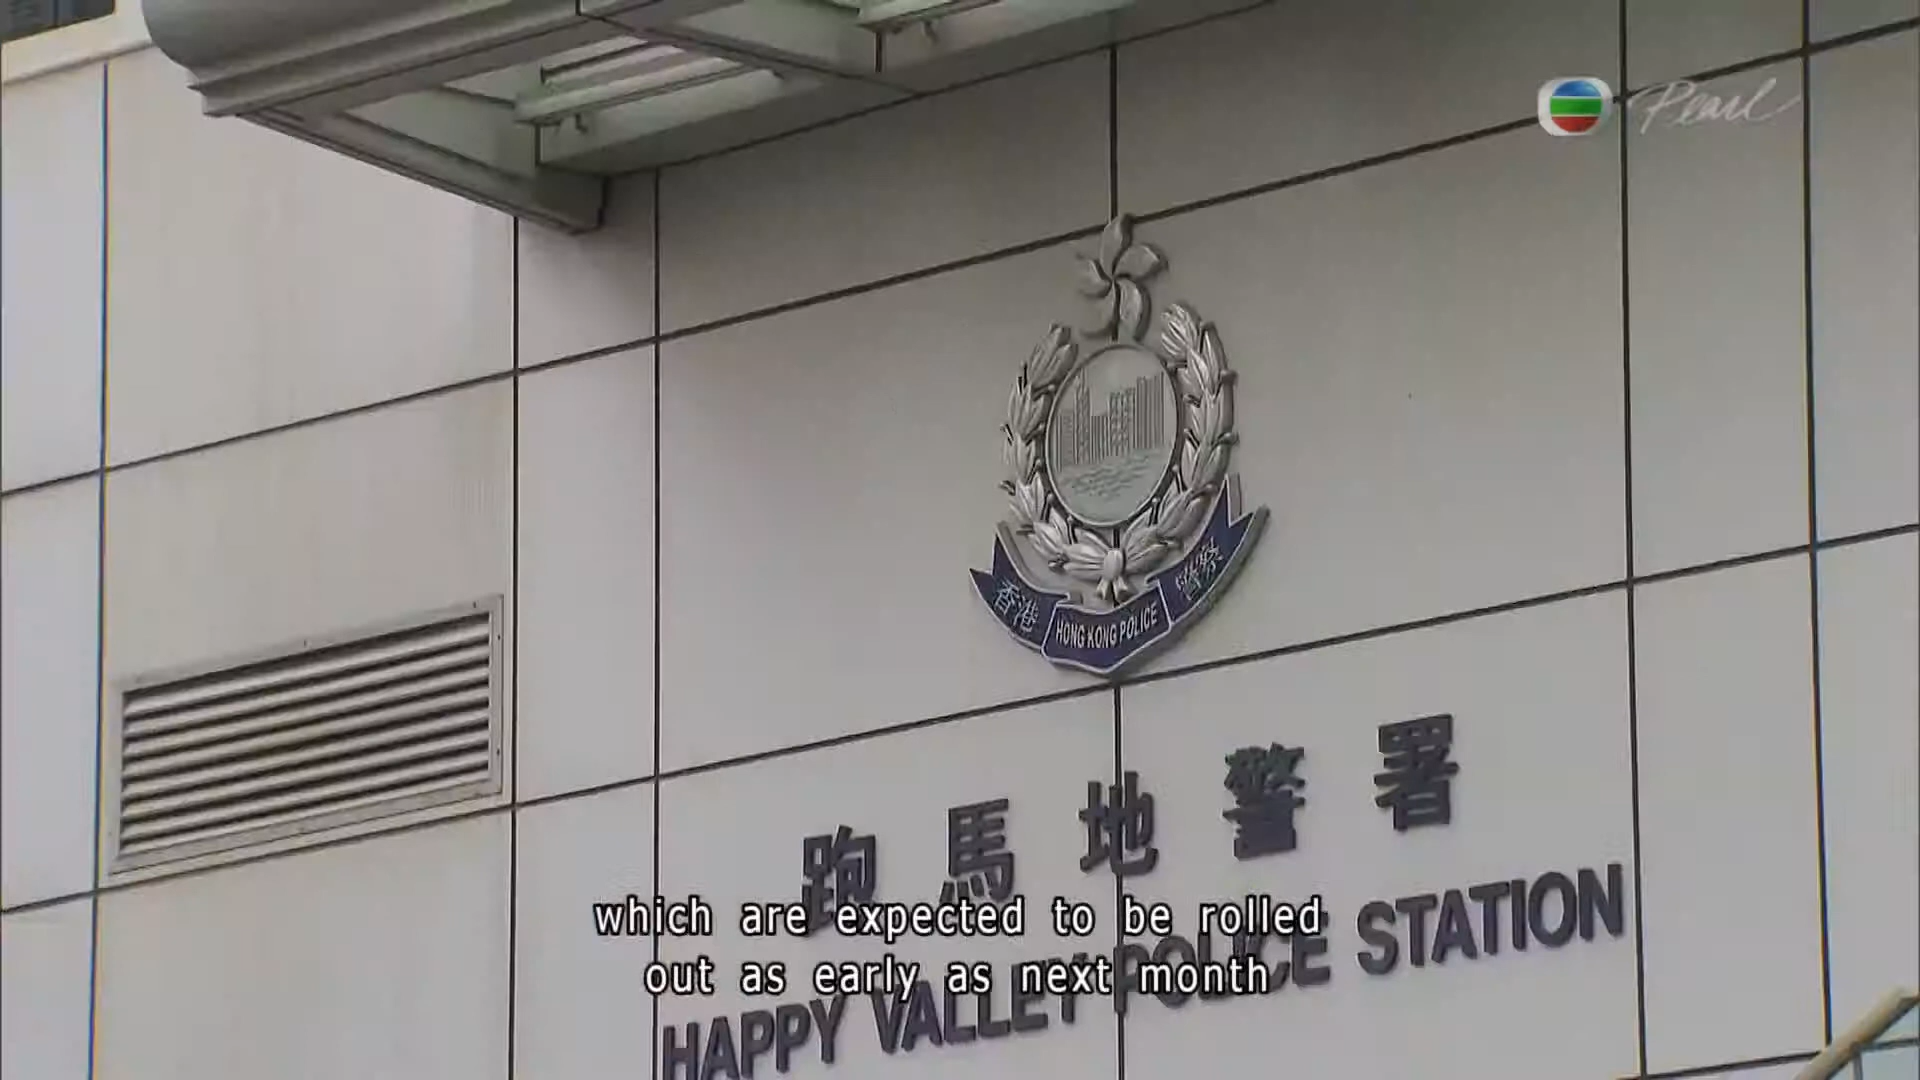 Pearl
香港 警察
HONG KONG POLICE
跑馬地警署
HAPPY VALLEY POLICE STATION
which are expected to be rolled
out as early as next month